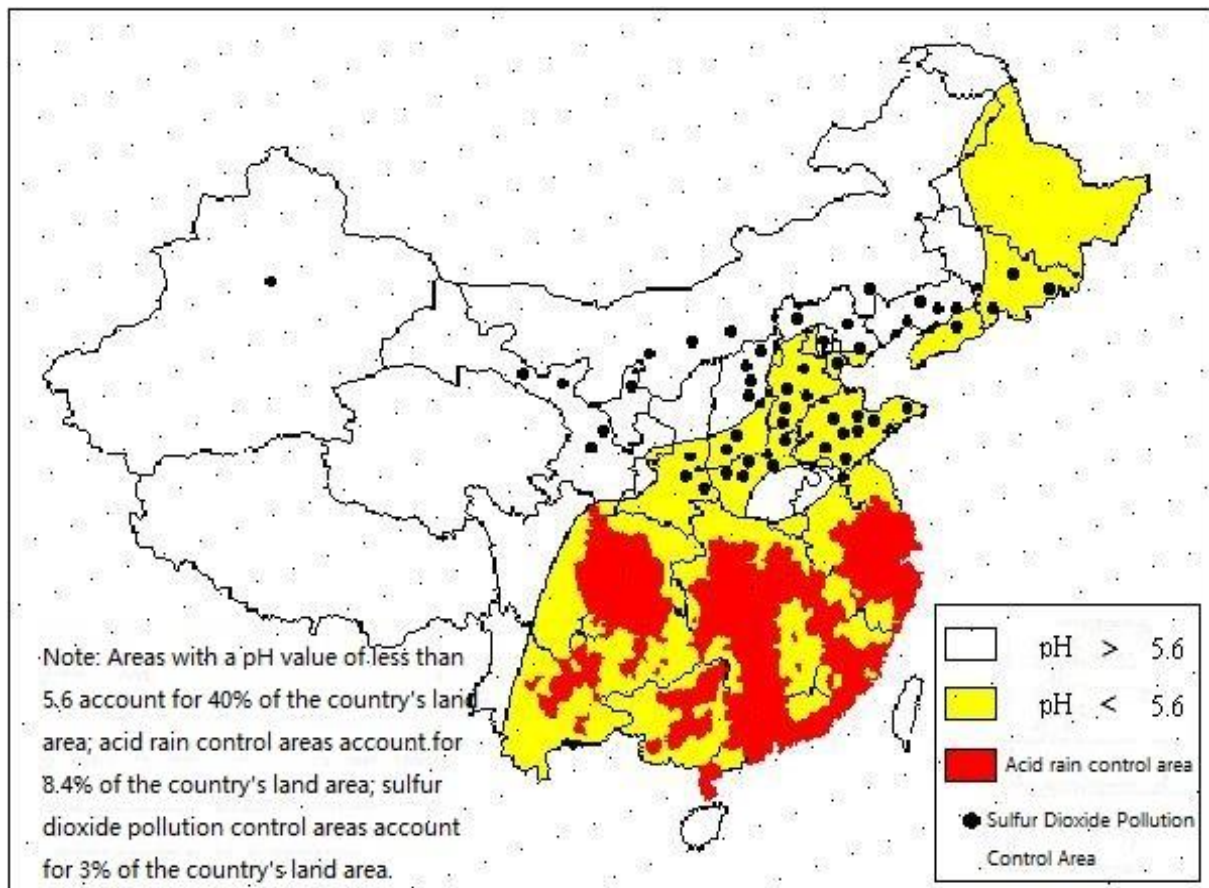 Note: Areas with a pH value of less than
5.6 account for 40% of the country's land
area; acid rain control areas account for
8.4% of the country's land area; sulfur
dioxide pollution control areas account
for 3% of the country's land area.
pH > 5.6
pH < 5.6
Acid rain control area
Sulfur Dioxide Pollution
Control Area